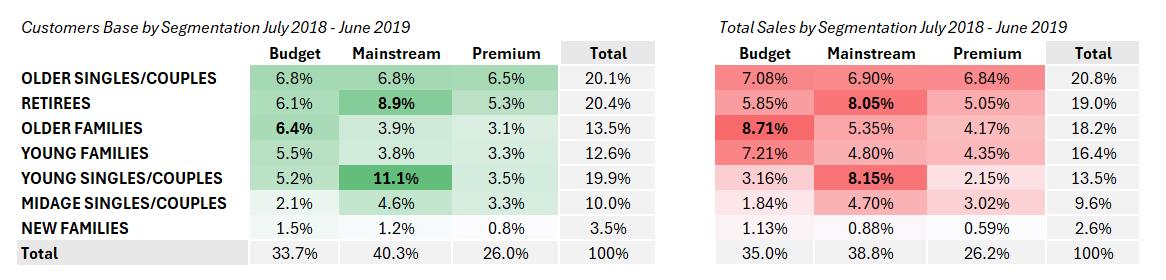 Customers Base by Segmentation July 2018 - June 2019 Total Sales by Segmentation July 2018 - June 2019
Budget Mainstream Premium Total Budget Mainstream Premium Total
OLDER SINGLES/COUPLES 6.8% 6.8% 6.5% 20.1% 7.08% 6.90% 6.84% 20.8%
RETIREES 6.1% 8.9% 5.3% 20.4% 5.85% 8.05% 5.05% 19.0%
OLDER FAMILIES 6.4% 3.9% 3.1% 13.5% 8.71% 5.35% 4.17% 18.2%
YOUNG FAMILIES 5.5% 3.8% 3.3% 12.6% 7.21% 4.80% 4.35% 16.4%
YOUNG SINGLES/COUPLES 5.2% 11.1% 3.5% 19.9% 3.16% 8.15% 2.15% 13.5%
MIDAGE SINGLES/COUPLES 2.1% 4.6% 3.3% 10.0% 1.84% 4.70% 3.02% 9.6%
NEW FAMILIES 1.5% 1.2% 0.8% 3.5% 1.13% 0.88% 0.59% 2.6%
Total 33.7% 40.3% 26.0% 100% 35.0% 38.8% 26.2% 100%